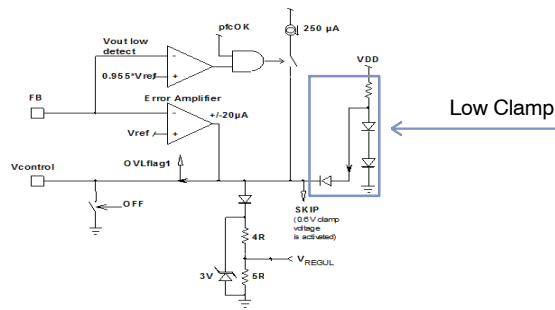 pfcOK
250 µA
Vout low
detect
VDD
0.955*Vref
Low Clamp
FB
Error Amplifier
+/-20µA
Vref
OVLflag1
Vcontrol
OFF
SKIP
(0.6V clamp
voltage
is activated)
4R
VREGUL
3V
5R